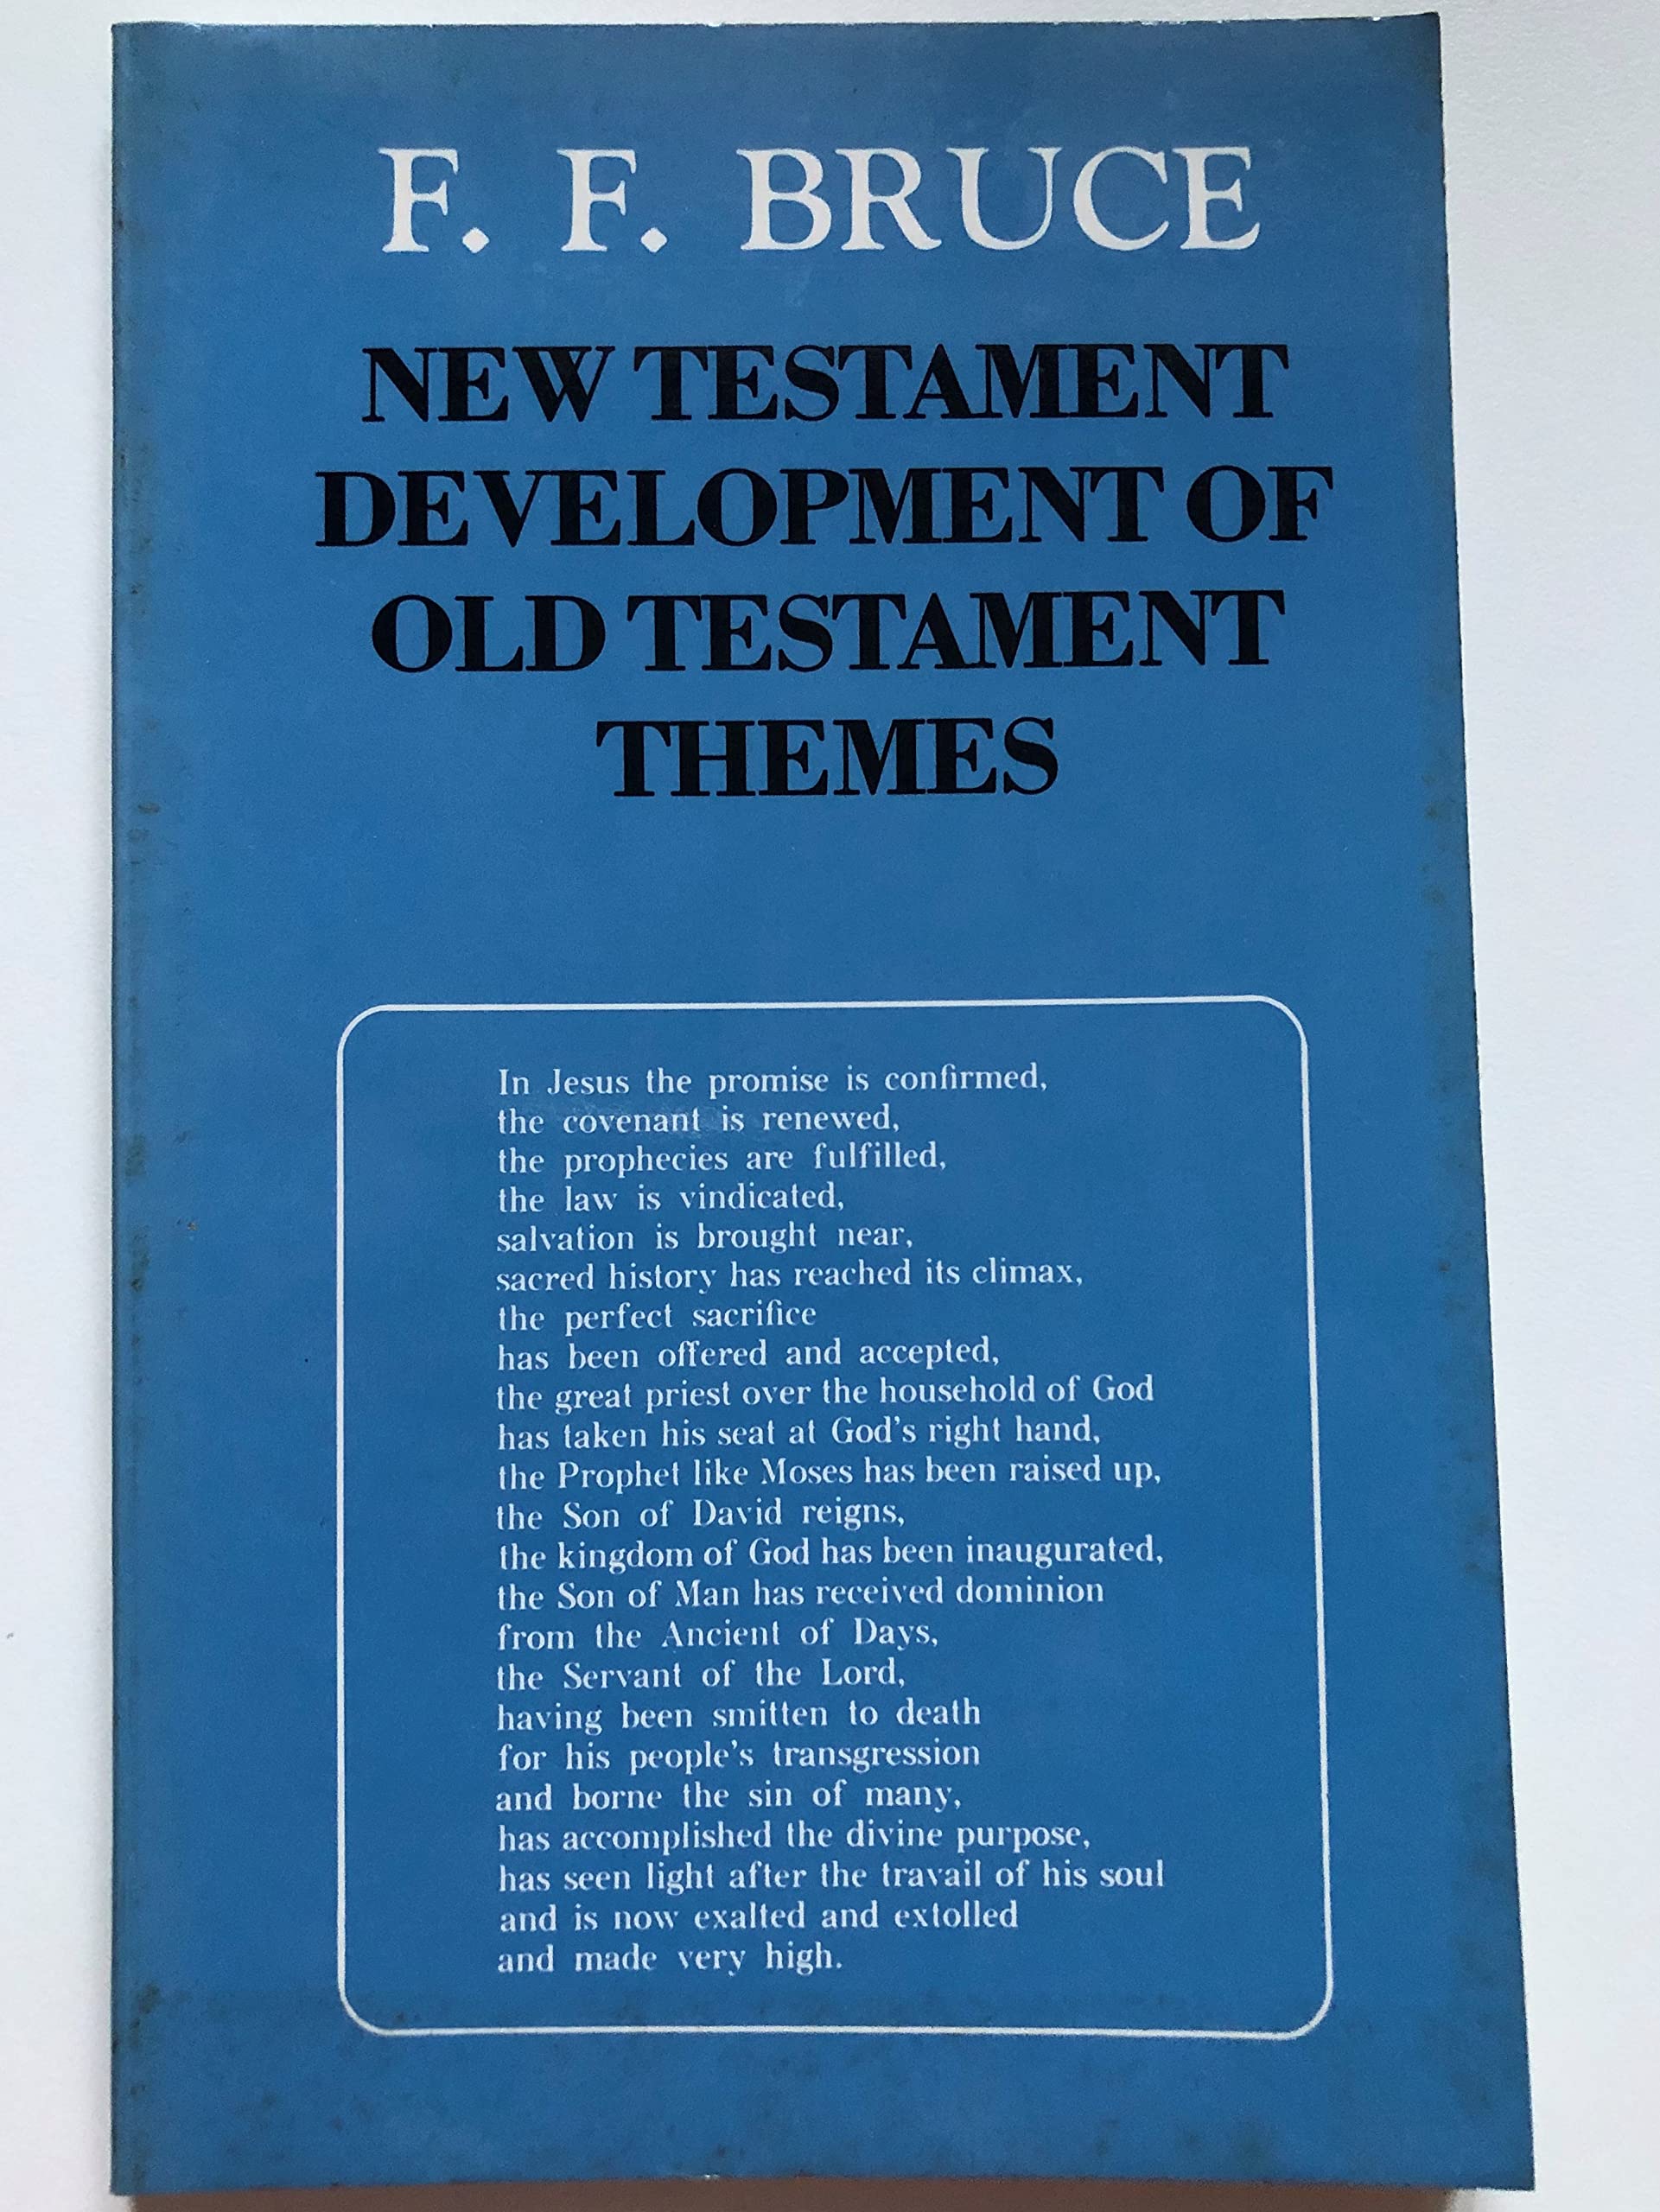 F. F. BRUCE
NEW TESTAMENT
DEVELOPMENT OF
OLD TESTAMENT
THEMES
In Jesus the promise is confirmed,
the covenant is renewed,
the prophecies are fulfilled,
the law is vindicated,
salvation is brought near,
sacred history has reached its climax,
the perfect sacrifice
has been offered and accepted,
the great priest over the household of God
has taken his seat at God's right hand,
the Prophet like Moses has been raised up,
the Son of David reigns,
the kingdom of God has been inaugurated,
the Son of Man has received dominion
from the Ancient of Days,
the Servant of the Lord,
having been smitten to death
for his people's transgression
and borne the sin of many,
has accomplished the divine purpose,
has seen light after the travail of his soul
and is now exalted and extolled
and made very high.